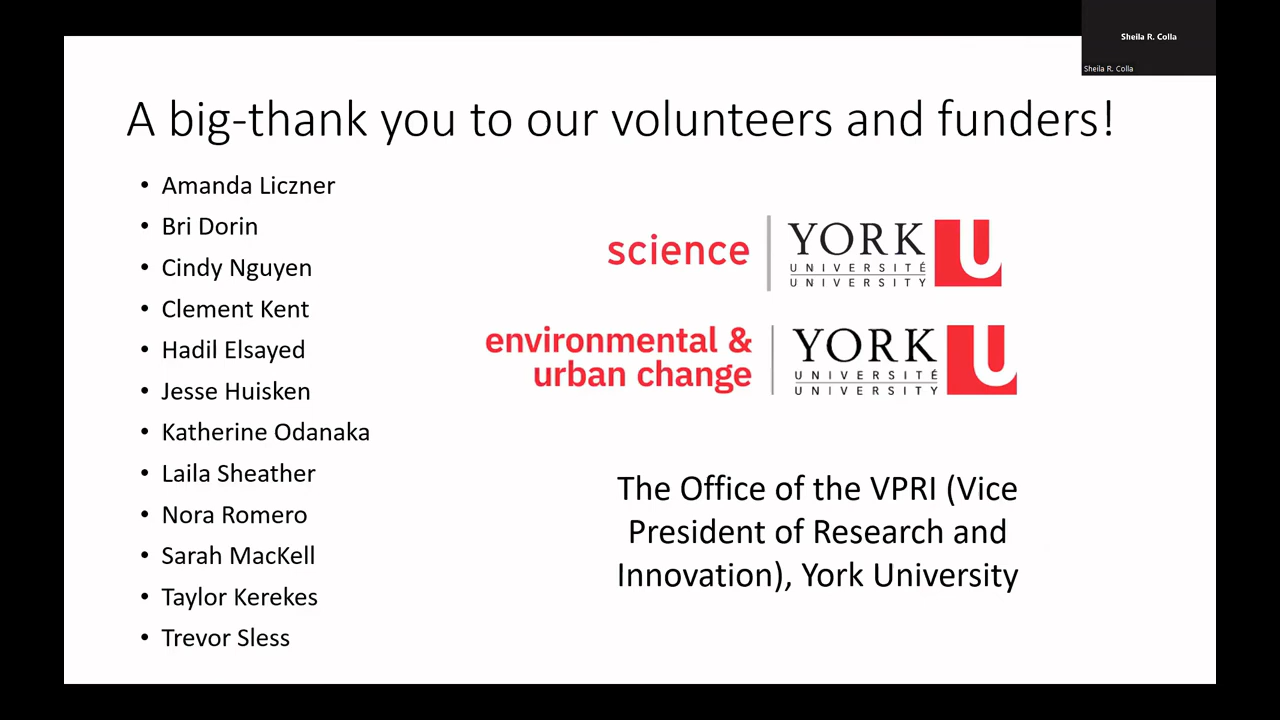 Sheila R. Colla
Sheila R. Colla
A big-thank you to our volunteers and funders!
• Amanda Liczner
• Bri Dorin
• Cindy Nguyen
• Clement Kent
• Hadil Elsayed
• Jesse Huisken
• Katherine Odanaka
• Laila Sheather
• Nora Romero
• Sarah MacKell
• Taylor Kerekes
• Trevor Sless
science
YORK U
UNIVERSITÉ
UNIVERSITY
environmental &
urban change
YORK U
UNIVERSITÉ
UNIVERSITY
The Office of the VPRI (Vice
President of Research and
Innovation), York University